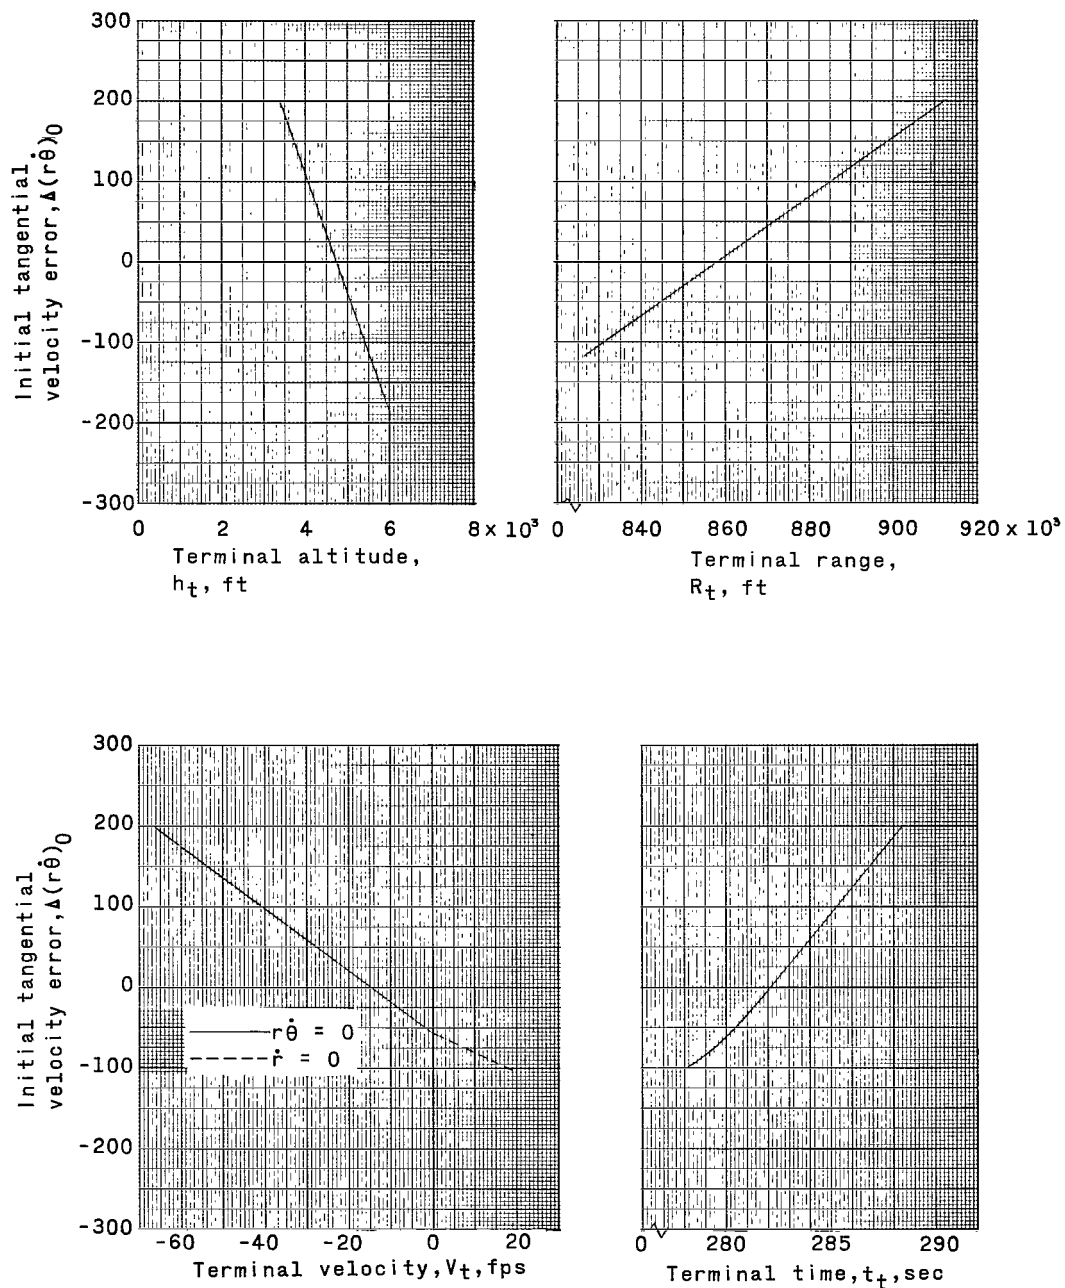 300
200
100
0
-100
-200
-300
Initial tangential
velocity error, Δ(rθ̇)₀
0 2 4 6 8 × 10³
Terminal altitude,
hₜ, ft
0 840 860 880 900 920 × 10³
Terminal range,
Rₜ, ft
300
200
100
0
-100
-200
-300
Initial tangential
velocity error, Δ(rθ̇)₀
rθ̇ = 0
ṙ = 0
-60 -40 -20 0 20
Terminal velocity, Vₜ, fps
0 280 285 290
Terminal time, tₜ, sec